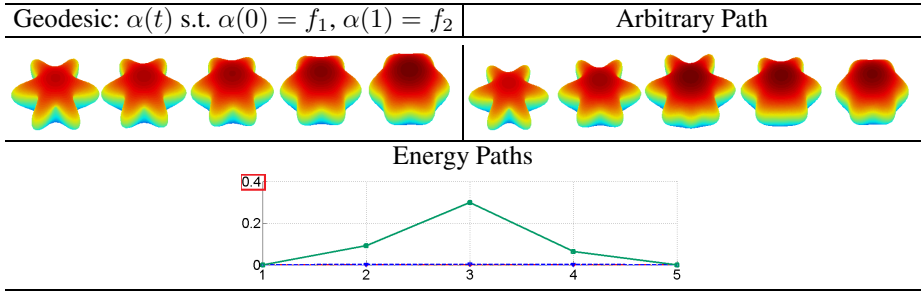 Geodesic: α(t) s.t. α(0) = f₁, α(1) = f₂
Arbitrary Path
Energy Paths
0.4
0.2
0
1 2 3 4 5